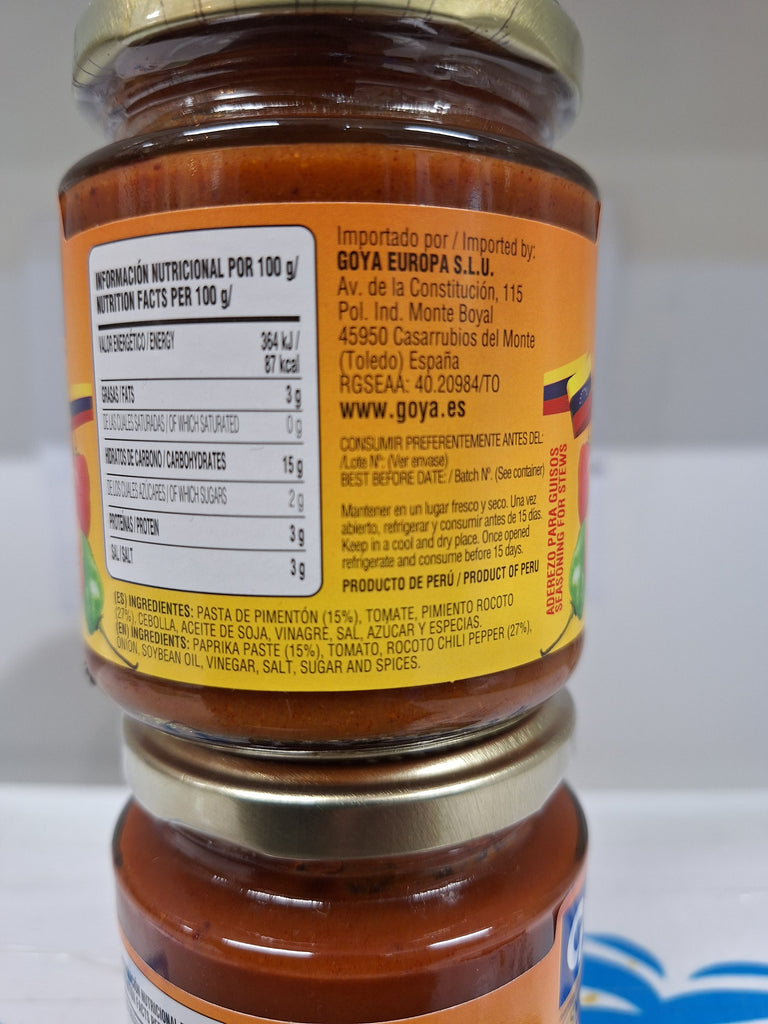 INFORMACIÓN NUTRICIONAL POR 100 g/
NUTRITION FACTS PER 100 g/
VALOR ENERGÉTICO / ENERGY 364 kJ /
87 kcal
GRASAS / FATS 3 g
DE LAS CUALES SATURADAS / OF WHICH SATURATED 0 g
HIDRATOS DE CARBONO / CARBOHYDRATES 15 g
DE LOS CUALES AZÚCARES / OF WHICH SUGARS 2 g
PROTEÍNAS / PROTEIN 3 g
SAL / SALT 3 g
Importado por / Imported by:
GOYA EUROPA S.L.U.
Av. de la Constitución, 115
Pol. Ind. Monte Boyal
45950 Casarrubios del Monte
(Toledo) España
RGSEAA: 40.20984/TO
www.goya.es
CONSUMIR PREFERENTEMENTE ANTES DEL:
/Lote Nº: (Ver envase)
BEST BEFORE DATE: / Batch Nº. (See container)
Mantener en un lugar fresco y seco. Una vez
abierto, refrigerar y consumir antes de 15 días.
Keep in a cool and dry place. Once opened
refrigerate and consume before 15 days.
PRODUCTO DE PERÚ / PRODUCT OF PERU
ADEREZO PARA GUISOS
SEASONING FOR STEWS
(ES) INGREDIENTES: PASTA DE PIMENTÓN (15%), TOMATE, PIMIENTO ROCOTO
(27%), CEBOLLA, ACEITE DE SOJA, VINAGRE, SAL, AZÚCAR Y ESPECIAS.
(EN) INGREDIENTS: PAPRIKA PASTE (15%), TOMATO, ROCOTO CHILI PEPPER (27%),
ONION, SOYBEAN OIL, VINEGAR, SALT, SUGAR AND SPICES.